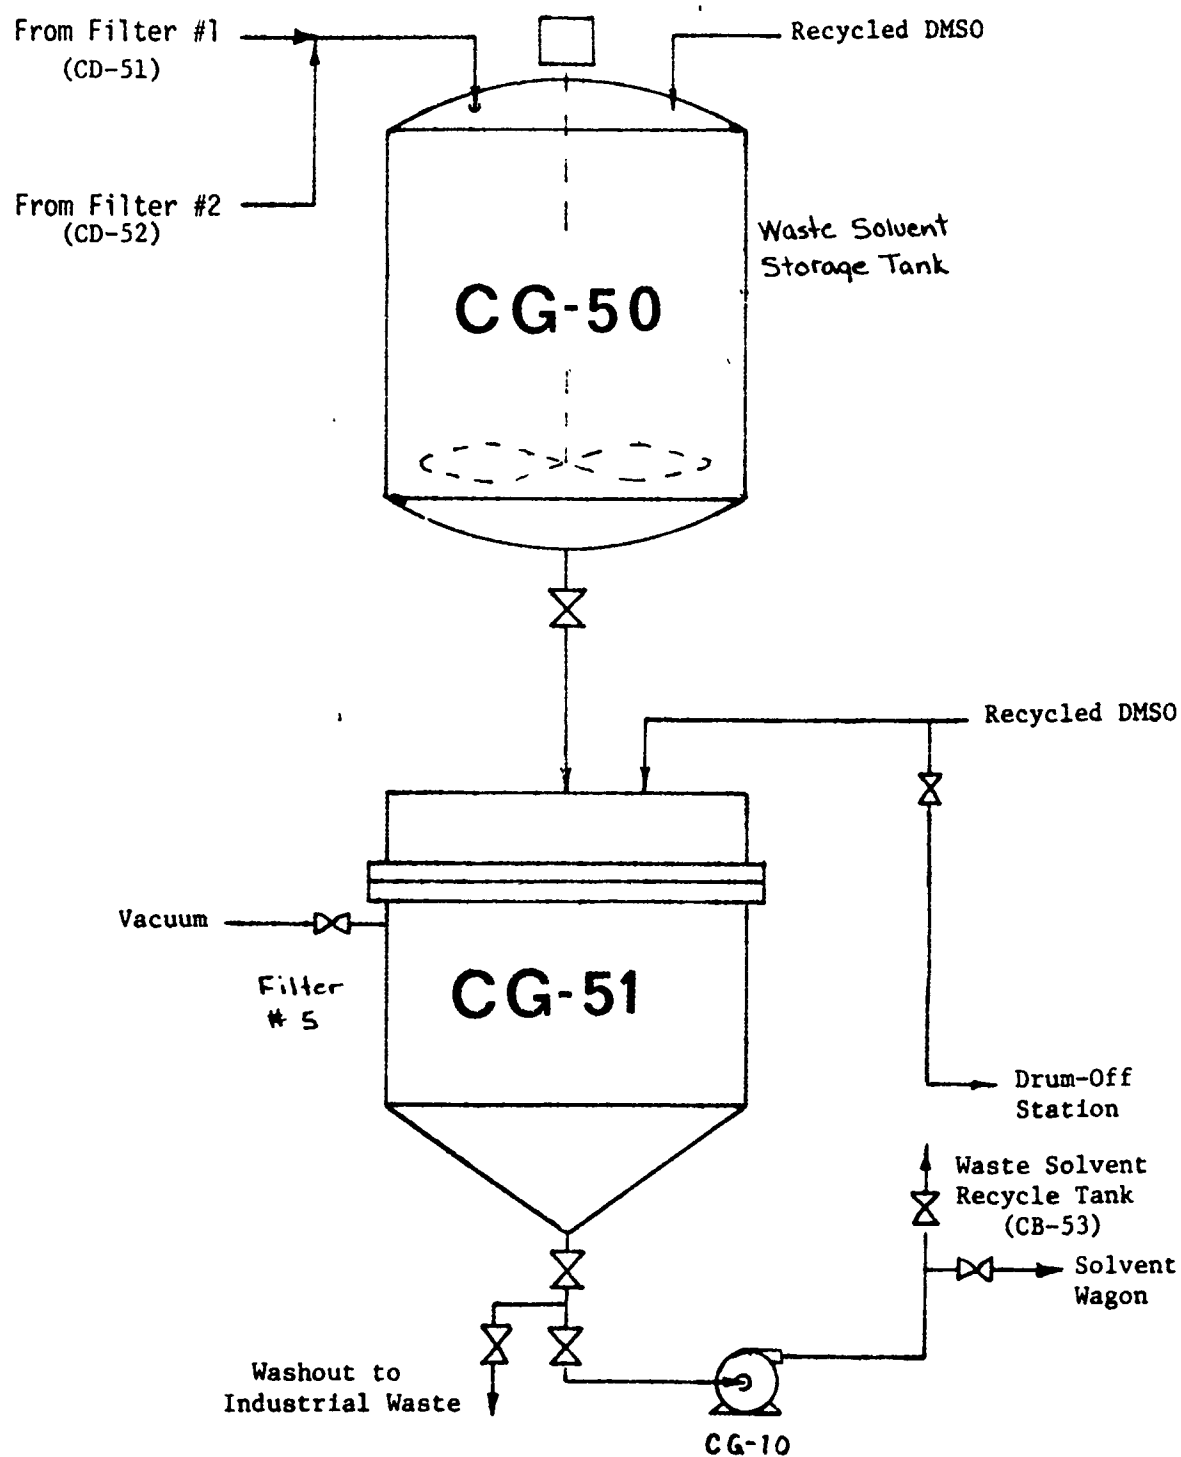 From Filter #1
(CD-51)
Recycled DMSO
From Filter #2
(CD-52)
Waste Solvent
Storage Tank
CG-50
Recycled DMSO
Vacuum
Filter
# 5
CG-51
Drum-Off
Station
Waste Solvent
Recycle Tank
(CB-53)
Solvent
Wagon
Washout to
Industrial Waste
CG-10